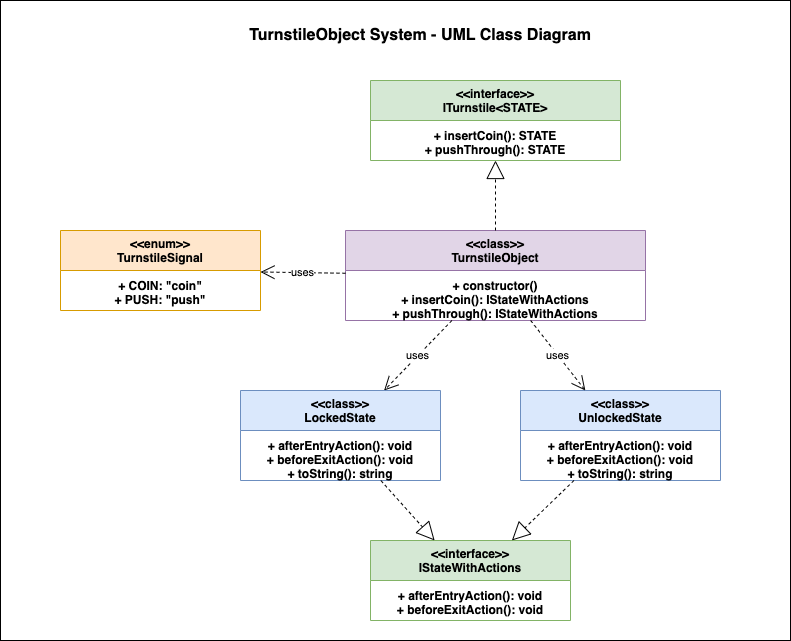 TurnstileObject System - UML Class Diagram
<<interface>>
ITurnstile<STATE>
+ insertCoin(): STATE
+ pushThrough(): STATE
<<enum>>
TurnstileSignal
+ COIN: "coin"
+ PUSH: "push"
uses
<<class>>
TurnstileObject
+ constructor()
+ insertCoin(): IStateWithActions
+ pushThrough(): IStateWithActions
uses
uses
<<class>>
LockedState
+ afterEntryAction(): void
+ beforeExitAction(): void
+ toString(): string
<<class>>
UnlockedState
+ afterEntryAction(): void
+ beforeExitAction(): void
+ toString(): string
<<interface>>
IStateWithActions
+ afterEntryAction(): void
+ beforeExitAction(): void